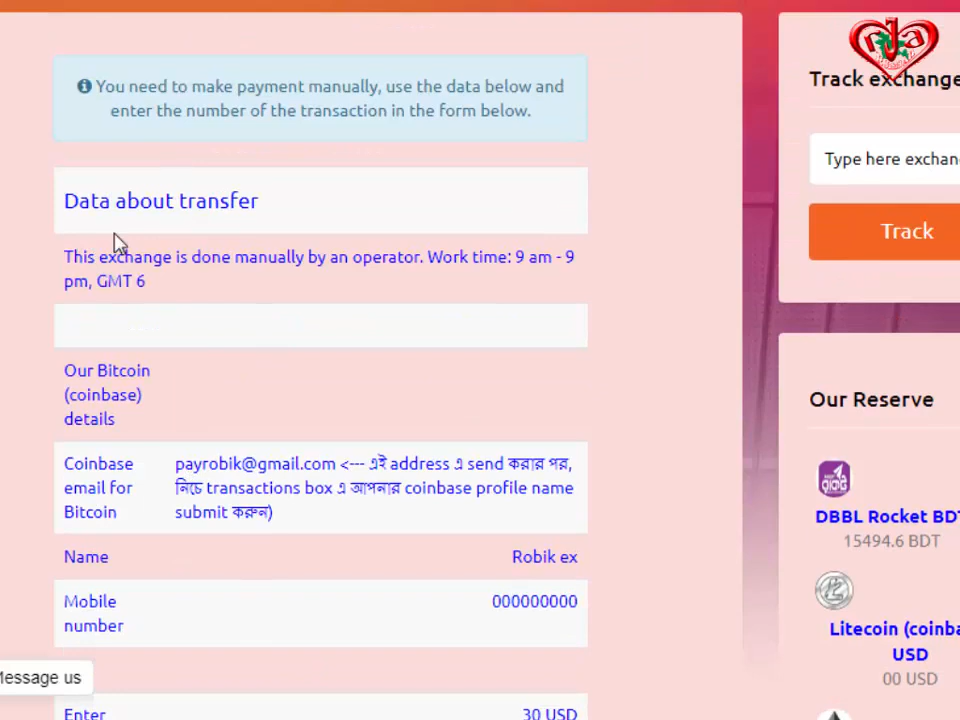 You need to make payment manually, use the data below and
enter the number of the transaction in the form below.
Data about transfer
This exchange is done manually by an operator. Work time: 9 am - 9
pm, GMT 6
Our Bitcoin
(coinbase)
details
Coinbase
email for
Bitcoin
payrobik@gmail.com <--- এই address এ send করার পর,
নিচে transactions box এ আপনার coinbase profile name
submit করুন)
Name
Robik ex
Mobile
number
000000000
Message us
Enter
30 USD
rja
Track exchange
Type here exchan
Track
Our Reserve
DBBL Rocket BDT
15494.6 BDT
Litecoin (coinba
USD
00 USD